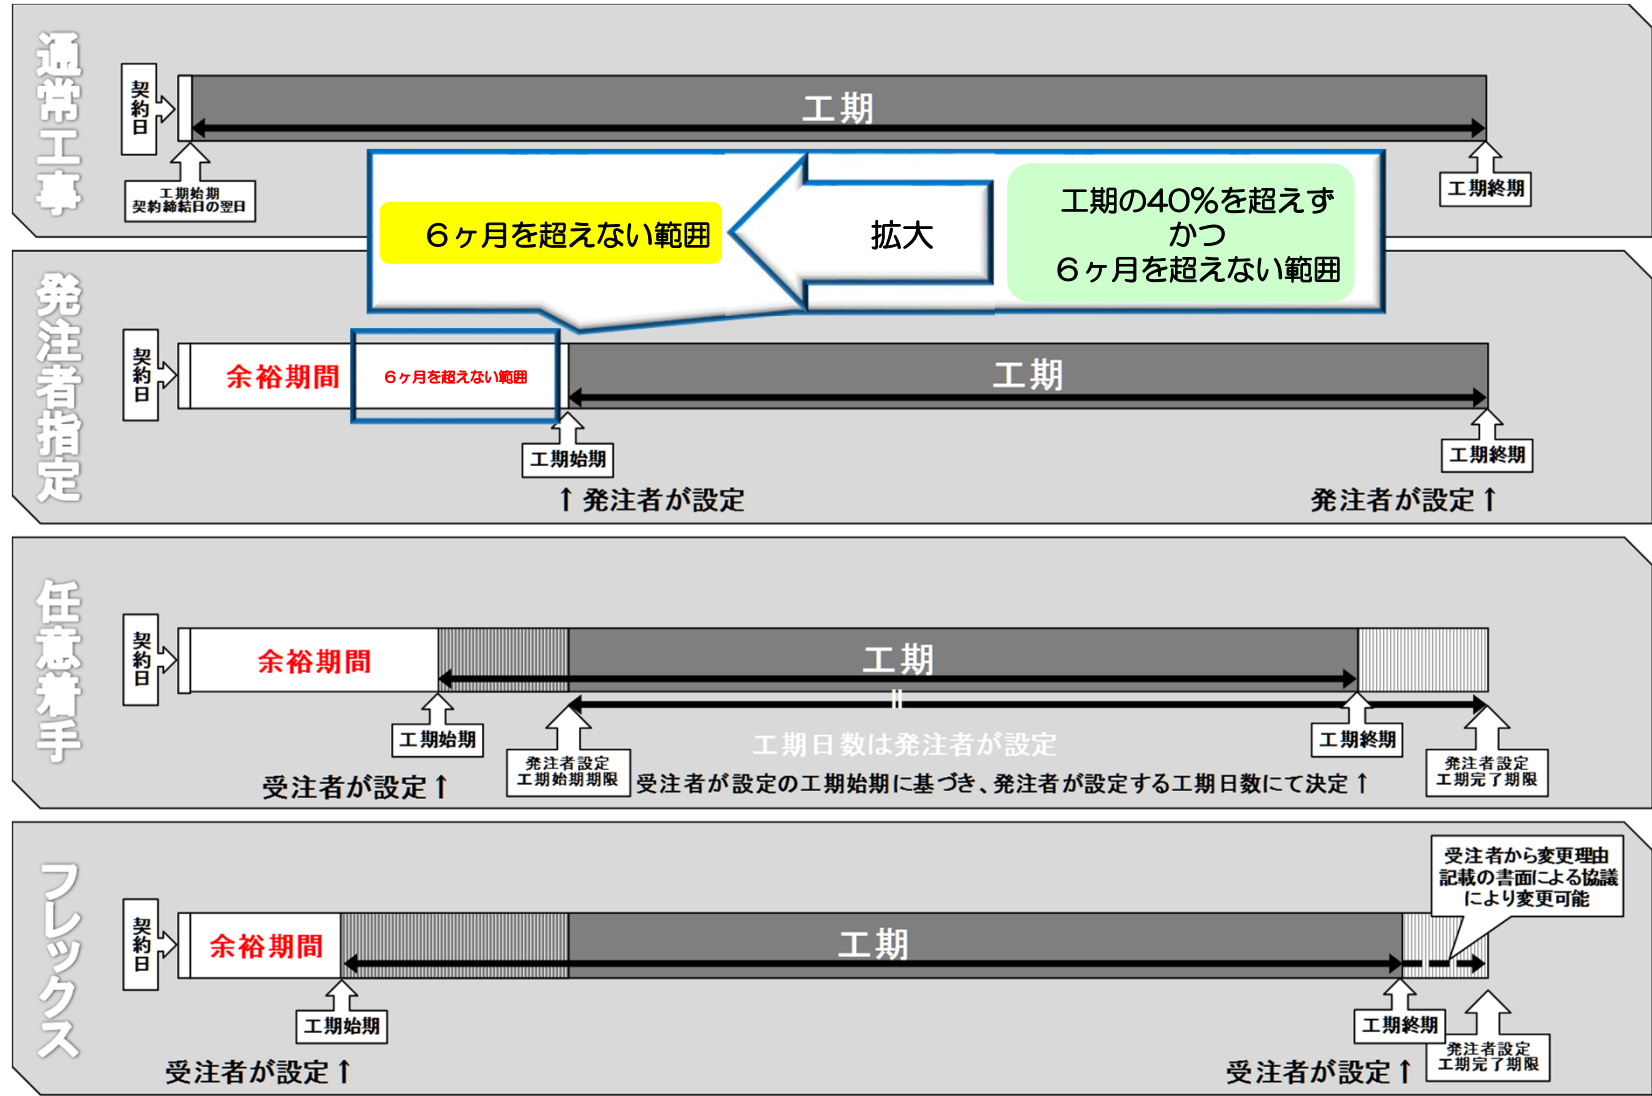 通常工事
契約日
工期
工期始期
契約締結日の翌日
工期終期
６ヶ月を超えない範囲
拡大
工期の40％を超えず
かつ
６ヶ月を超えない範囲
発注者指定
契約日
余裕期間
６ヶ月を超えない範囲
工期
工期始期
↑発注者が設定
工期終期
発注者が設定↑
任意着手
契約日
余裕期間
工期
=
工期日数は発注者が設定
工期始期
受注者が設定↑
発注者設定
工期始期期限
工期終期
受注者が設定の工期始期に基づき、発注者が設定する工期日数にて決定↑
発注者設定
工期完了期限
フレックス
契約日
余裕期間
工期
受注者から変更理由
記載の書面による協議
により変更可能
工期始期
受注者が設定↑
工期終期
受注者が設定↑
発注者設定
工期完了期限